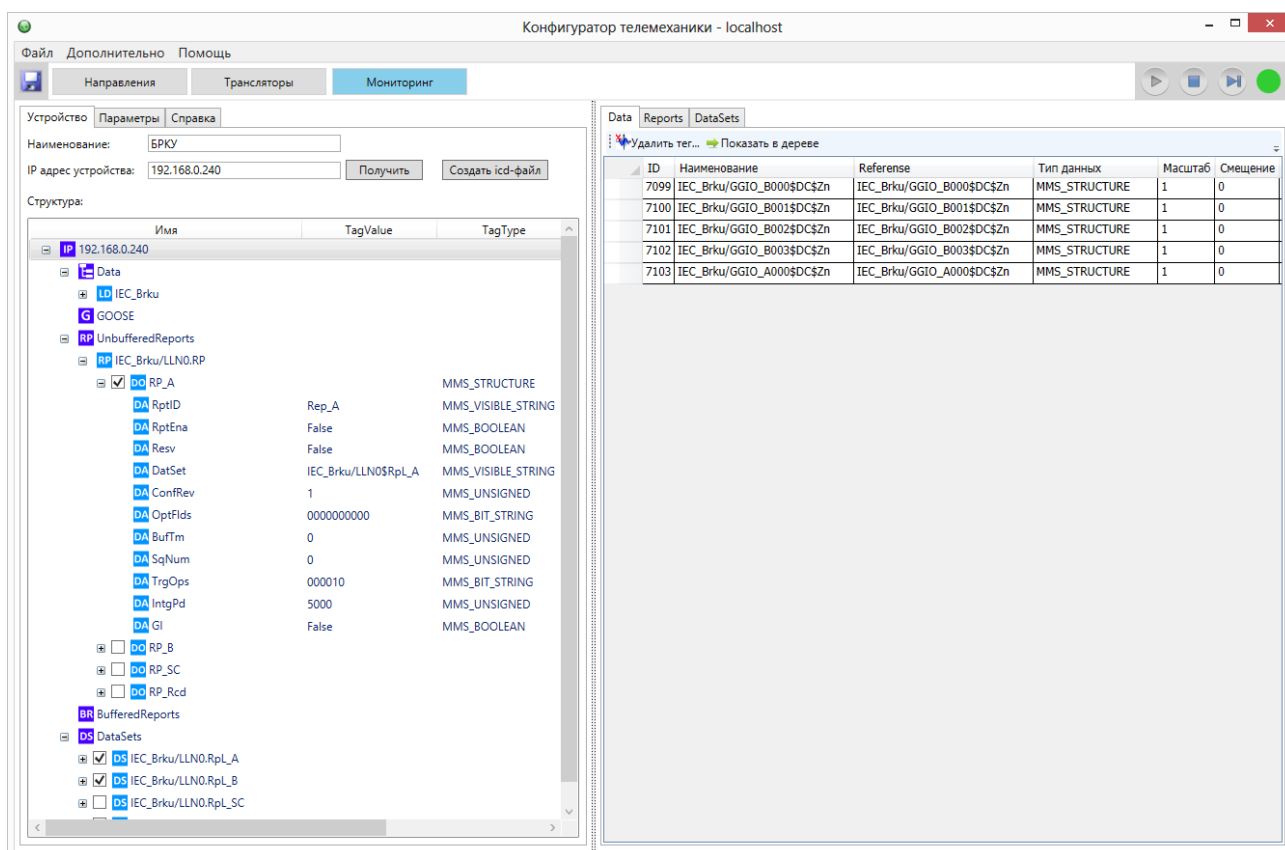 Конфигуратор телемеханики - localhost
Файл Дополнительно Помощь
Направления Трансляторы Мониторинг
Устройство Параметры Справка
Наименование: БРКУ
IP адрес устройства: 192.168.0.240 Получить Создать icd-файл
Структура:
Имя TagValue TagType
IP 192.168.0.240
Data
LD IEC_Brku
G GOOSE
RP UnbufferedReports
RP IEC_Brku/LLN0.RP
DO RP_A MMS_STRUCTURE
DA RptID Rep_A MMS_VISIBLE_STRING
DA RptEna False MMS_BOOLEAN
DA Resv False MMS_BOOLEAN
DA DatSet IEC_Brku/LLN0$RpL_A MMS_VISIBLE_STRING
DA ConfRev 1 MMS_UNSIGNED
DA OptFlds 0000000000 MMS_BIT_STRING
DA BufTm 0 MMS_UNSIGNED
DA SqNum 0 MMS_UNSIGNED
DA TrgOps 000010 MMS_BIT_STRING
DA IntgPd 5000 MMS_UNSIGNED
DA GI False MMS_BOOLEAN
DO RP_B
DO RP_SC
DO RP_Rcd
BR BufferedReports
DS DataSets
DS IEC_Brku/LLN0.RpL_A
DS IEC_Brku/LLN0.RpL_B
DS IEC_Brku/LLN0.RpL_SC
Data Reports DataSets
Удалить тег... Показать в дереве
ID Наименование Referense Тип данных Масштаб Смещение
7099 IEC_Brku/GGIO_B000$DC$Zn IEC_Brku/GGIO_B000$DC$Zn MMS_STRUCTURE 1 0
7100 IEC_Brku/GGIO_B001$DC$Zn IEC_Brku/GGIO_B001$DC$Zn MMS_STRUCTURE 1 0
7101 IEC_Brku/GGIO_B002$DC$Zn IEC_Brku/GGIO_B002$DC$Zn MMS_STRUCTURE 1 0
7102 IEC_Brku/GGIO_B003$DC$Zn IEC_Brku/GGIO_B003$DC$Zn MMS_STRUCTURE 1 0
7103 IEC_Brku/GGIO_A000$DC$Zn IEC_Brku/GGIO_A000$DC$Zn MMS_STRUCTURE 1 0